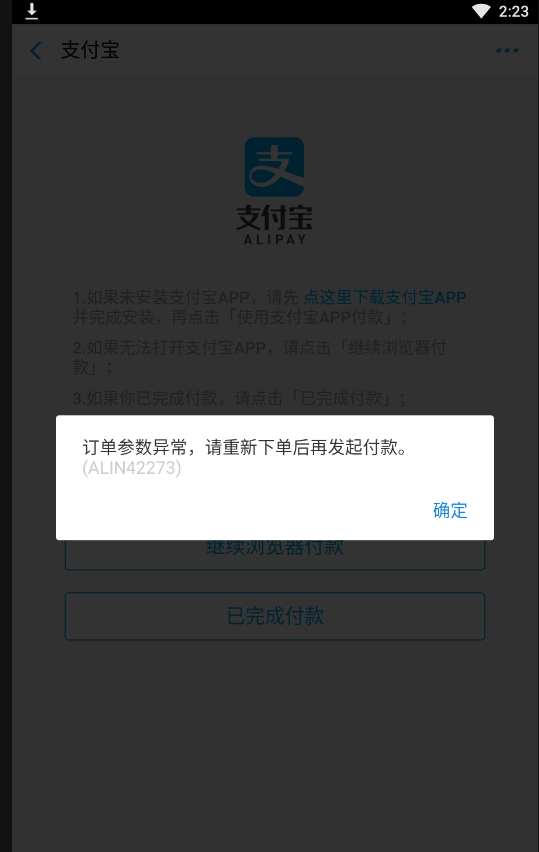 2:23
支付宝
支
支付宝
ALIPAY
1.如果未安装支付宝APP，请先 点这里下载支付宝APP
并完成安装，再点击「使用支付宝APP付款」；
2.如果无法打开支付宝APP，请点击「继续浏览器付
款」；
3.如果你已完成付款，请点击「已完成付款」；
订单参数异常，请重新下单后再发起付款。
(ALIN42273)
确定
继续浏览器付款
已完成付款